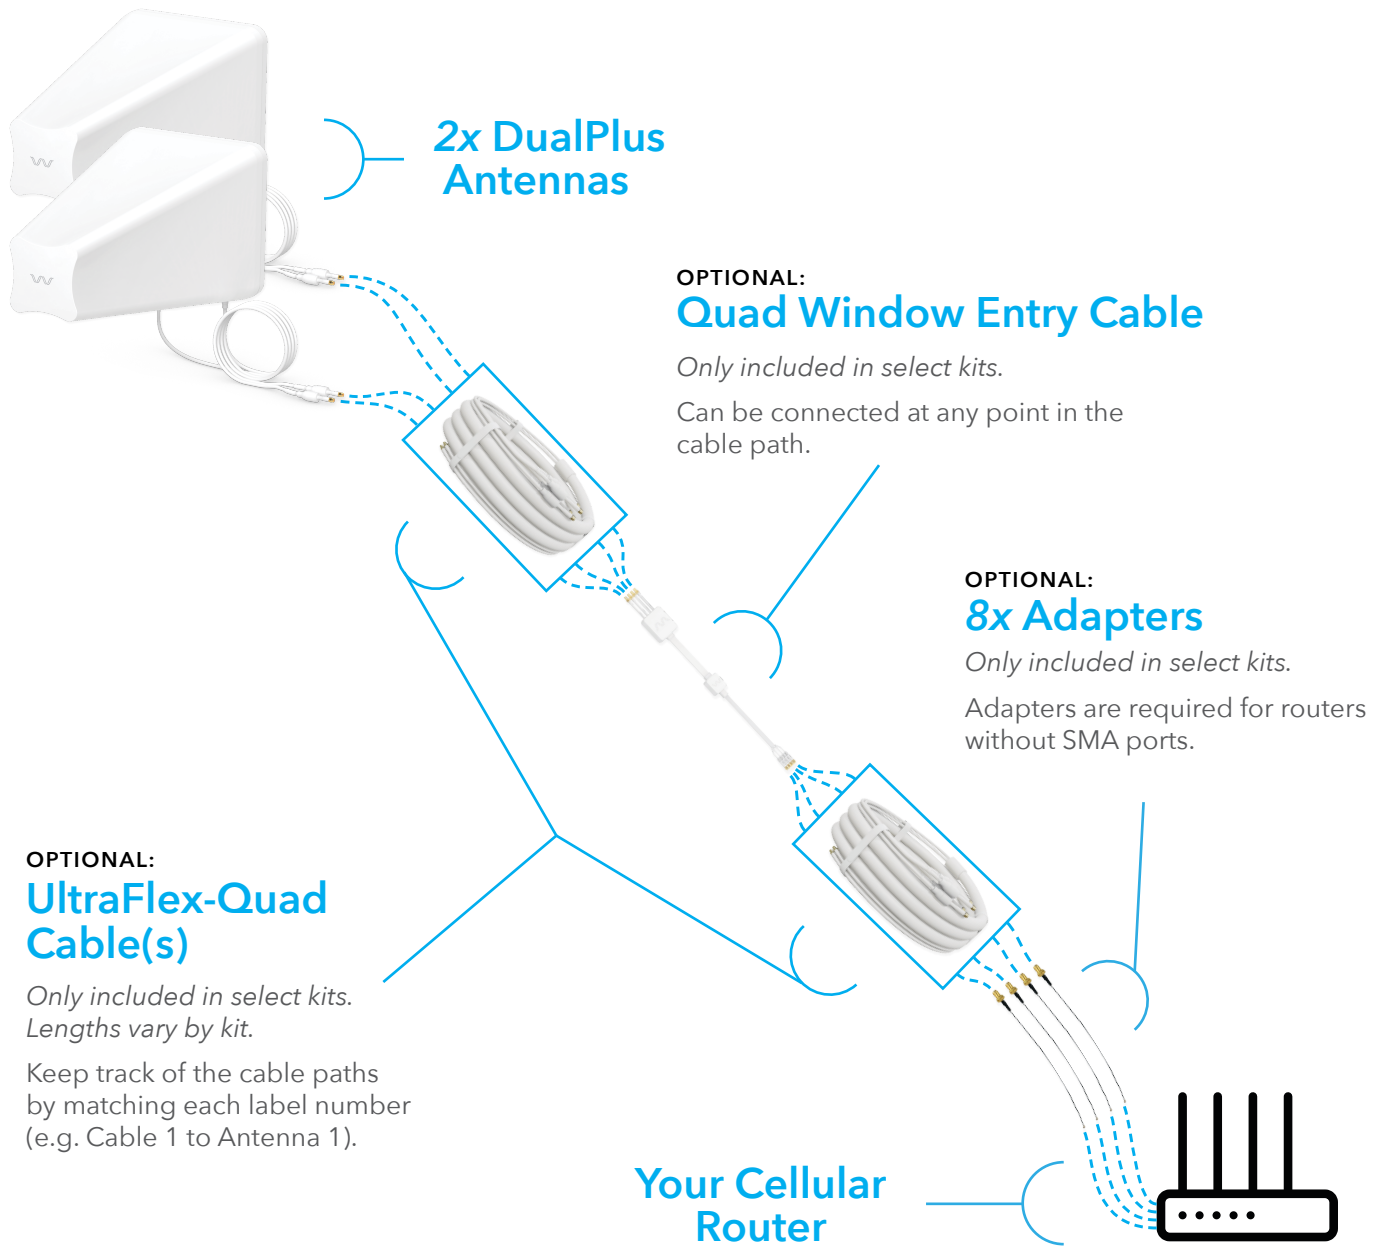 2x DualPlus
Antennas
OPTIONAL:
Quad Window Entry Cable
Only included in select kits.
Can be connected at any point in the
cable path.
OPTIONAL:
8x Adapters
Only included in select kits.
Adapters are required for routers
without SMA ports.
OPTIONAL:
UltraFlex-Quad
Cable(s)
Only included in select kits.
Lengths vary by kit.
Keep track of the cable paths
by matching each label number
(e.g. Cable 1 to Antenna 1).
Your Cellular
Router